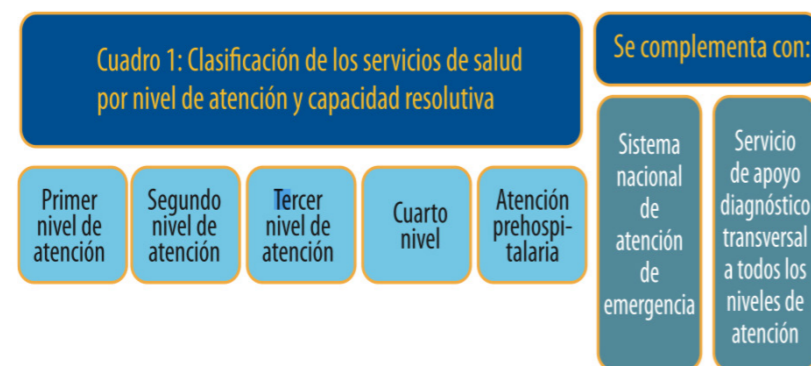 Cuadro 1: Clasificación de los servicios de salud
por nivel de atención y capacidad resolutiva
Se complementa con:
Primer
nivel de
atención
Segundo
nivel de
atención
Tercer
nivel de
atención
Cuarto
nivel
Atención
prehospi-
talaria
Sistema
nacional
de
atención
de
emergencia
Servicio
de apoyo
diagnóstico
transversal
a todos los
niveles de
atención